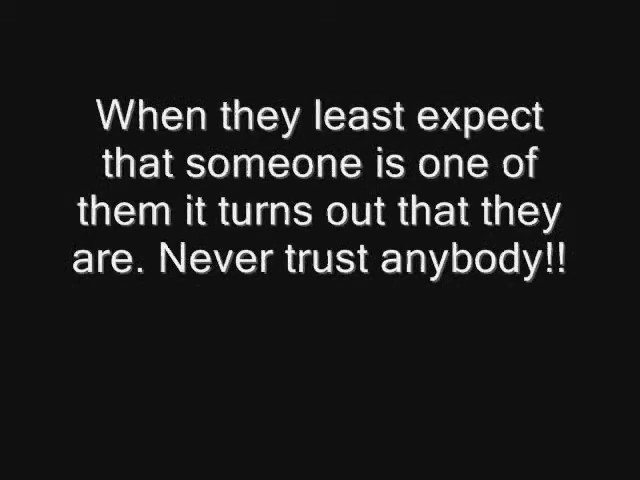 When they least expect
that someone is one of
them it turns out that they
are. Never trust anybody!!